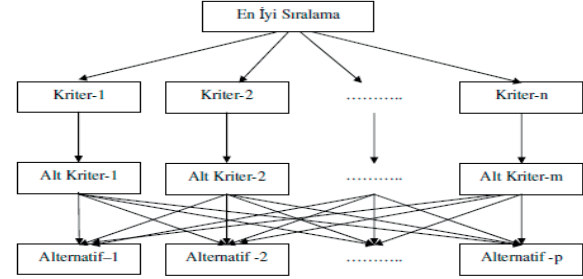 En İyi Sıralama
Kriter-1 Kriter-2 ……….. Kriter-n
Alt Kriter-1 Alt Kriter-2 ……….. Alt Kriter-m
Alternatif–1 Alternatif -2 ……….. Alternatif -p